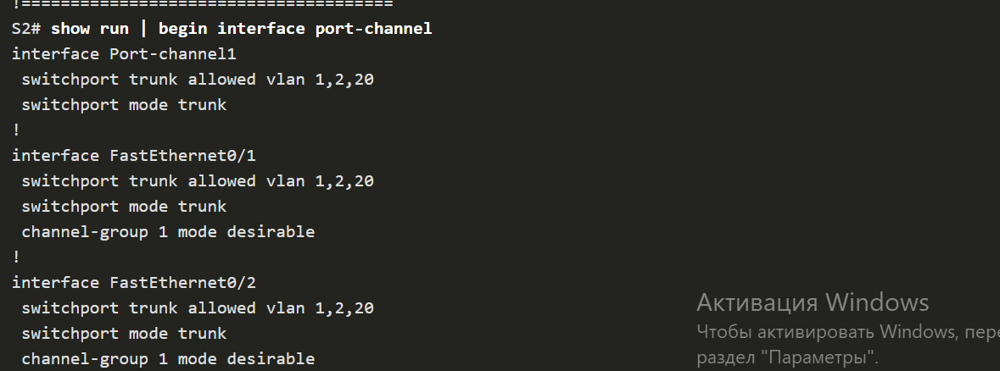 !======================================
S2# show run | begin interface port-channel
interface Port-channel1
 switchport trunk allowed vlan 1,2,20
 switchport mode trunk
!
interface FastEthernet0/1
 switchport trunk allowed vlan 1,2,20
 switchport mode trunk
 channel-group 1 mode desirable
!
interface FastEthernet0/2
 switchport trunk allowed vlan 1,2,20
 switchport mode trunk
 channel-group 1 mode desirable
Активация Windows
Чтобы активировать Windows, пере
раздел "Параметры".